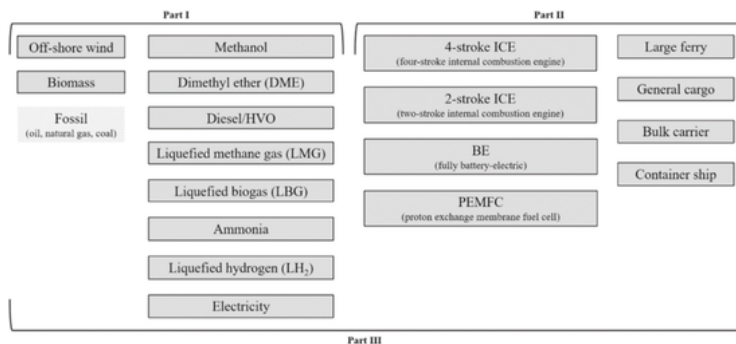 Part I
Off-shore wind
Biomass
Fossil
(oil, natural gas, coal)
Methanol
Dimethyl ether (DME)
Diesel/HVO
Liquefied methane gas (LMG)
Liquefied biogas (LBG)
Ammonia
Liquefied hydrogen (LH₂)
Electricity
Part II
4-stroke ICE
(four-stroke internal combustion engine)
2-stroke ICE
(two-stroke internal combustion engine)
BE
(fully battery-electric)
PEMFC
(proton exchange membrane fuel cell)
Large ferry
General cargo
Bulk carrier
Container ship
Part III